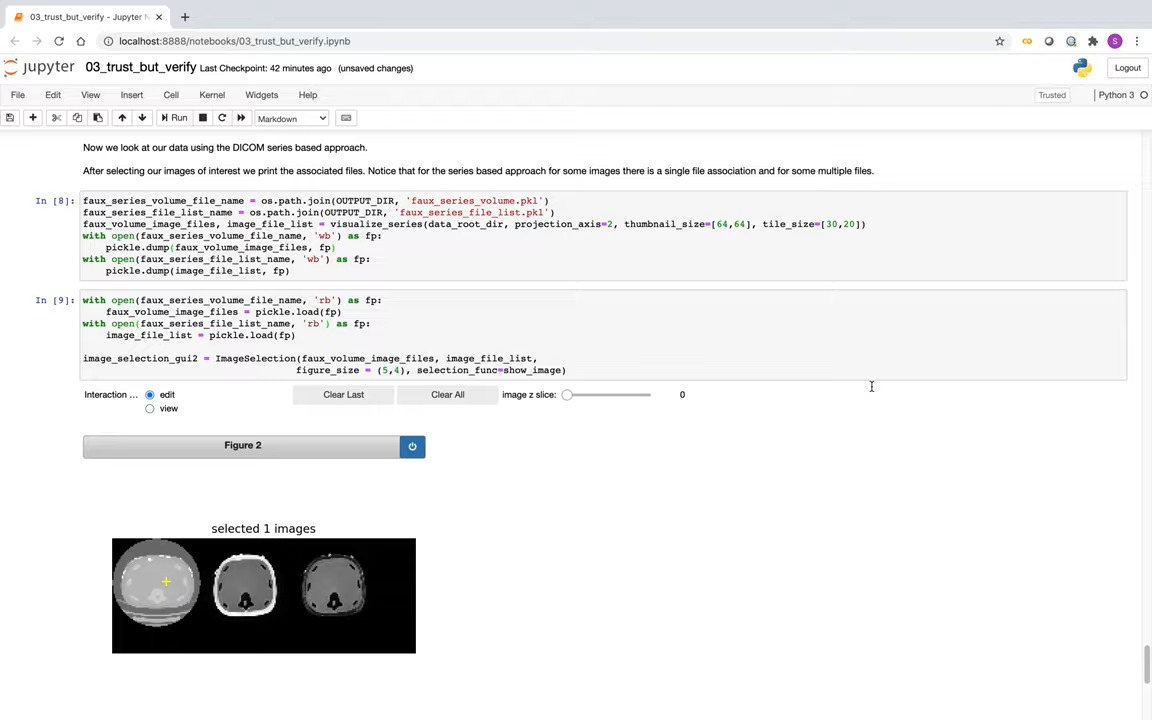 03_trust_but_verify - Jupyter N
localhost:8888/notebooks/03_trust_but_verify.ipynb
S
jupyter 03_trust_but_verify Last Checkpoint: 42 minutes ago (unsaved changes)
Logout
File Edit View Insert Cell Kernel Widgets Help
Trusted Python 3
Run Markdown
Now we look at our data using the DICOM series based approach.
After selecting our images of interest we print the associated files. Notice that for the series based approach for some images there is a single file association and for some multiple files.
In [8]:
faux_series_volume_file_name = os.path.join(OUTPUT_DIR, 'faux_series_volume.pkl')
faux_series_file_list_name = os.path.join(OUTPUT_DIR, 'faux_series_file_list.pkl')
faux_volume_image_files, image_file_list = visualize_series(data_root_dir, projection_axis=2, thumbnail_size=[64,64], tile_size=[30,20])
with open(faux_series_volume_file_name, 'wb') as fp:
    pickle.dump(faux_volume_image_files, fp)
with open(faux_series_file_list_name, 'wb') as fp:
    pickle.dump(image_file_list, fp)
In [9]:
with open(faux_series_volume_file_name, 'rb') as fp:
    faux_volume_image_files = pickle.load(fp)
with open(faux_series_file_list_name, 'rb') as fp:
    image_file_list = pickle.load(fp)
image_selection_gui2 = ImageSelection(faux_volume_image_files, image_file_list,
                                      figure_size = (5,4), selection_func=show_image)
Interaction ... edit Clear Last Clear All image z slice: 0
view
Figure 2
selected 1 images